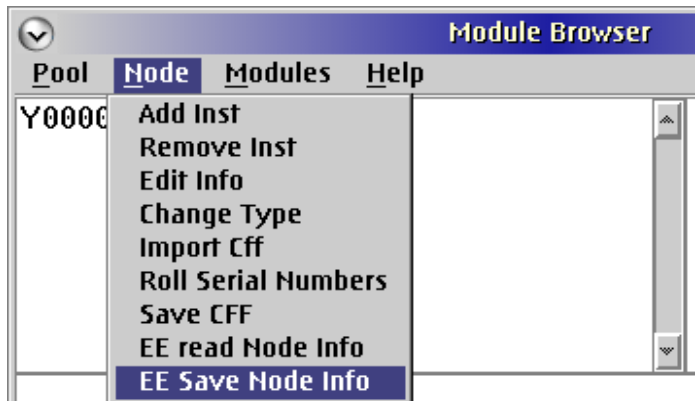 Module Browser
Pool Node Modules Help
Y0000
Add Inst
Remove Inst
Edit Info
Change Type
Import Cff
Roll Serial Numbers
Save CFF
EE read Node Info
EE Save Node Info